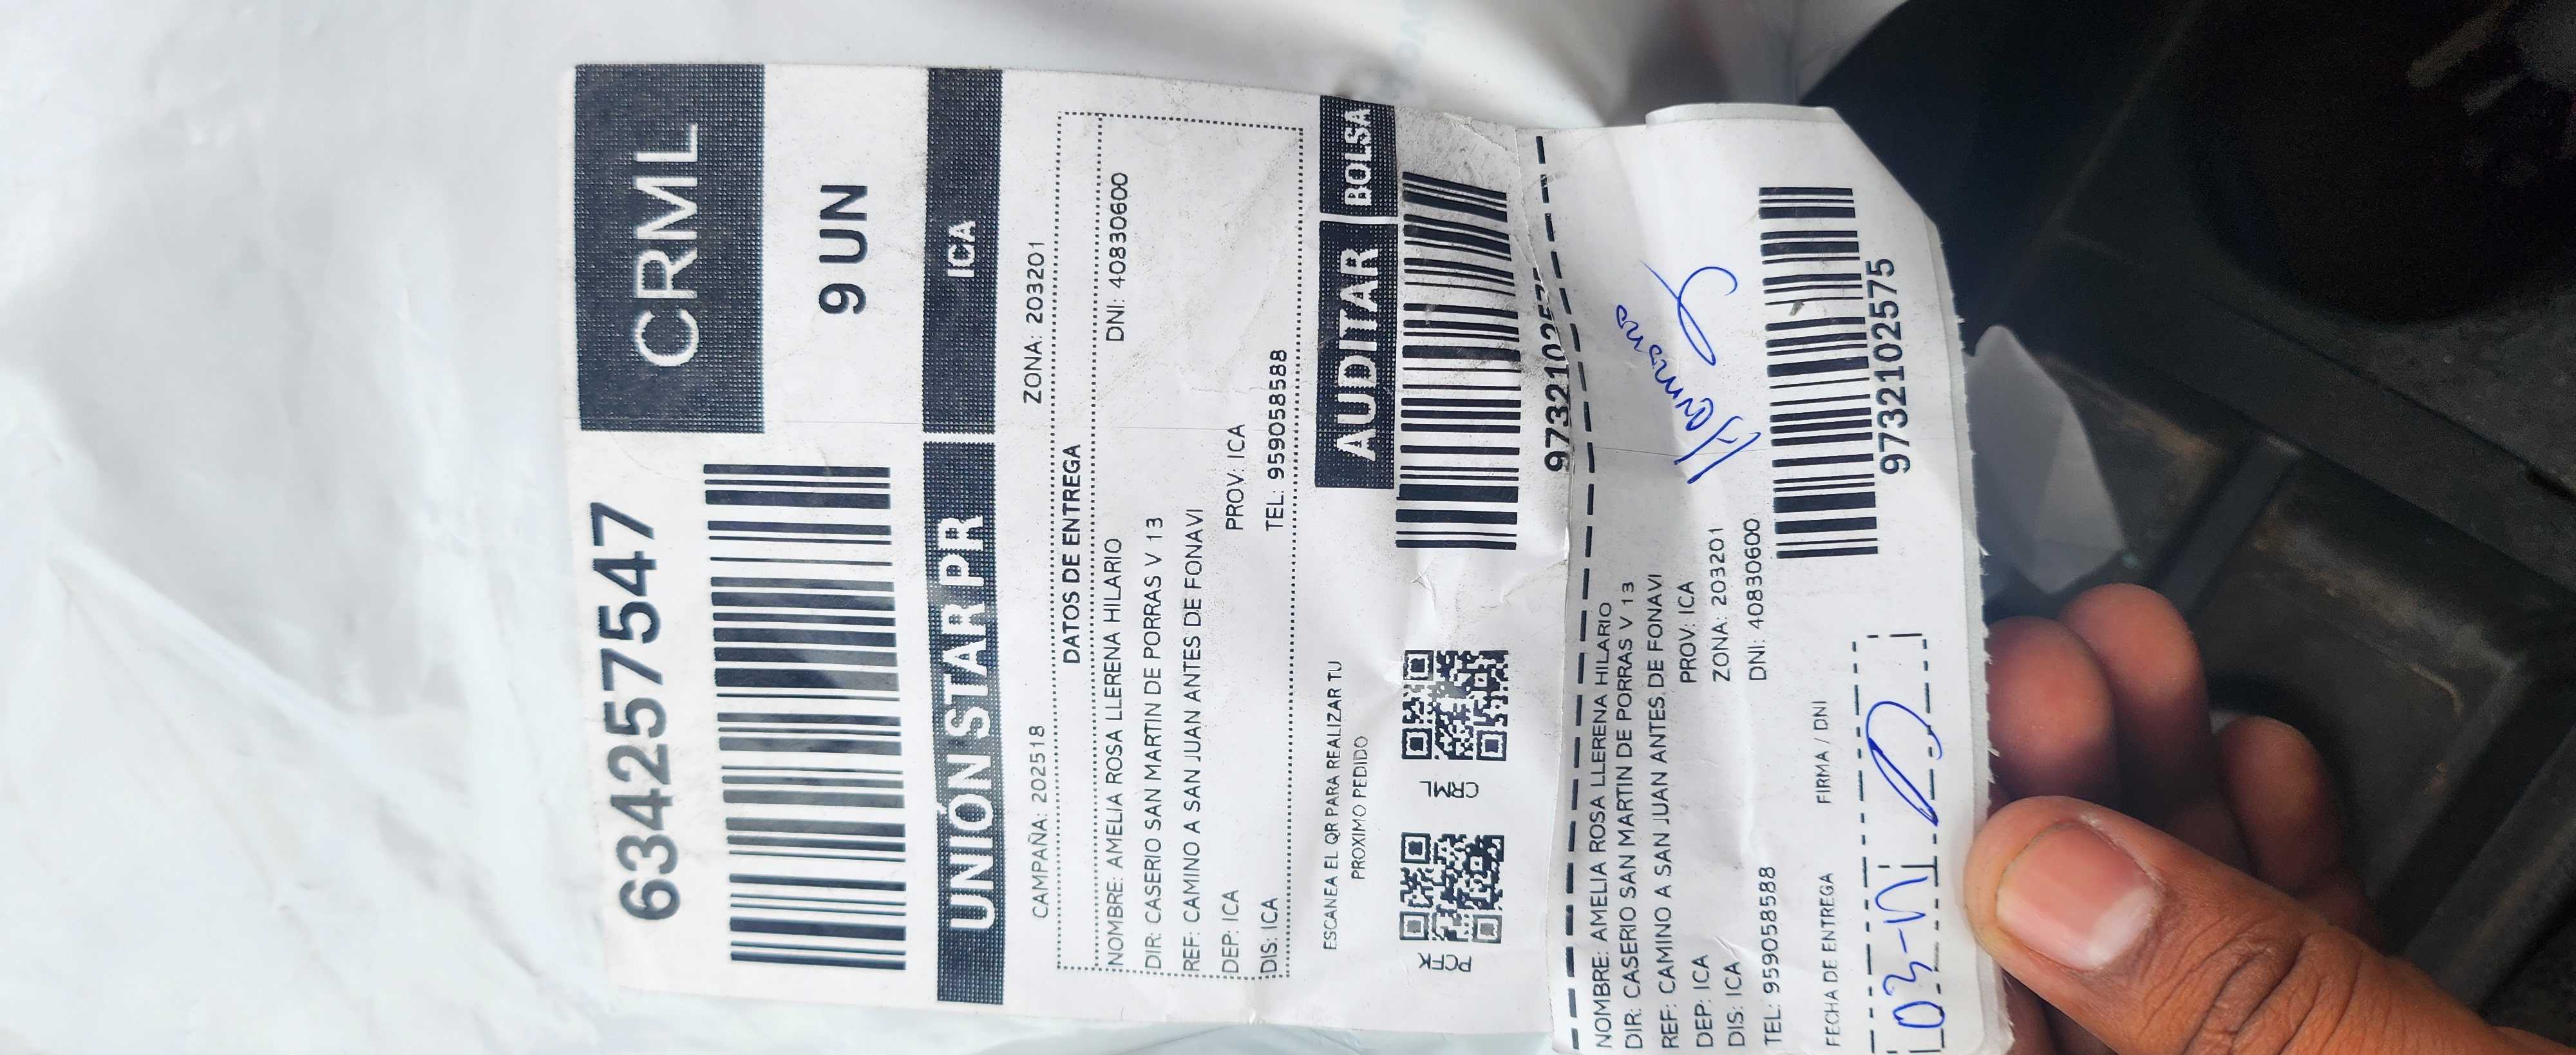 6342577547
CRML
9 UN
UNIÓN STAR PR
ICA
CAMPAÑA: 202518 ZONA: 203201
DATOS DE ENTREGA
NOMBRE: AMELIA ROSA LLERENA HILARIO DNI: 40830600
DIR: CASERIO SAN MARTIN DE PORRAS V 13
REF: CAMINO A SAN JUAN ANTES DE FONAVI
DEP: ICA PROV: ICA
DIS: ICA TEL: 959058588
ESCANEA EL QR PARA REALIZAR TU
PROXIMO PEDIDO
CRML
AUDITAR BOLSA
9732102575
NOMBRE: AMELIA ROSA LLERENA HILARIO
DIR: CASERIO SAN MARTIN DE PORRAS V 13
REF: CAMINO A SAN JUAN ANTES DE FONAVI
DEP: ICA PROV: ICA
DIS: ICA ZONA: 203201
TEL: 959058588 DNI: 40830600
Hermano
FECHA DE ENTREGA FIRMA / DNI
9732102575